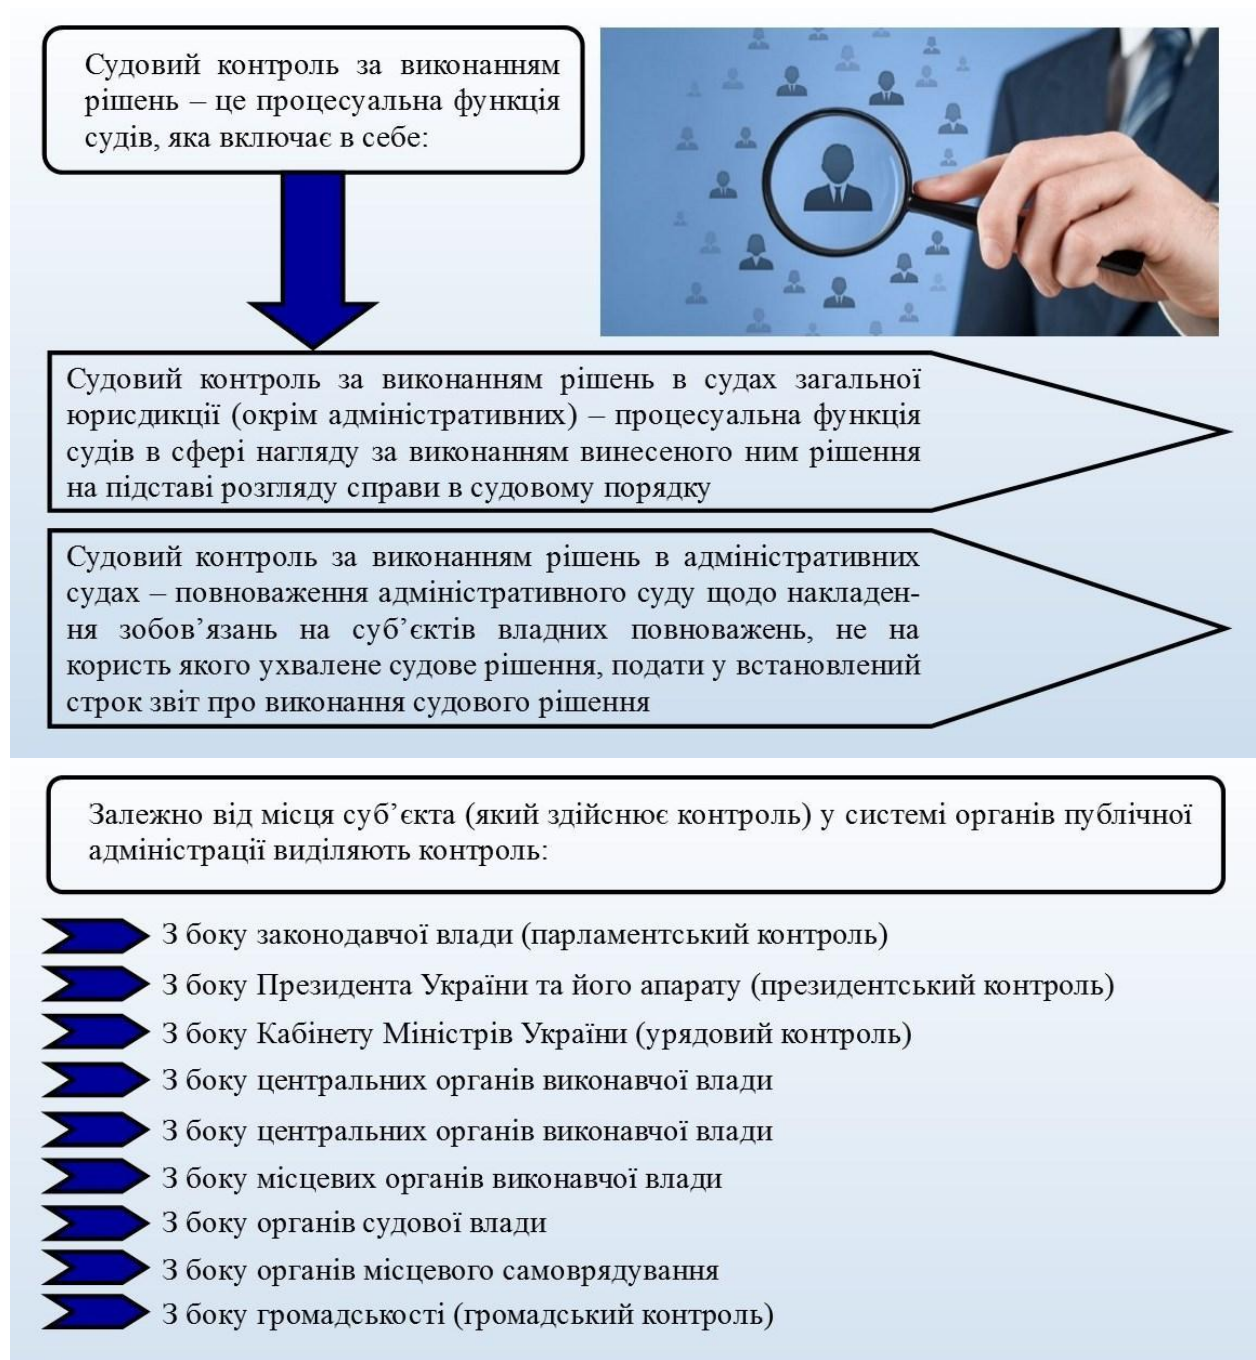 Судовий контроль за виконанням
рішень – це процесуальна функція
судів, яка включає в себе:
Судовий контроль за виконанням рішень в судах загальної
юрисдикції (окрім адміністративних) – процесуальна функція
судів в сфері нагляду за виконанням винесеного ним рішення
на підставі розгляду справи в судовому порядку
Судовий контроль за виконанням рішень в адміністративних
судах – повноваження адміністративного суду щодо накладен-
ня зобов’язань на суб’єктів владних повноважень, не на
користь якого ухвалене судове рішення, подати у встановлений
строк звіт про виконання судового рішення
Залежно від місця суб’єкта (який здійснює контроль) у системі органів публічної
адміністрації виділяють контроль:
З боку законодавчої влади (парламентський контроль)
З боку Президента України та його апарату (президентський контроль)
З боку Кабінету Міністрів України (урядовий контроль)
З боку центральних органів виконавчої влади
З боку центральних органів виконавчої влади
З боку місцевих органів виконавчої влади
З боку органів судової влади
З боку органів місцевого самоврядування
З боку громадськості (громадський контроль)